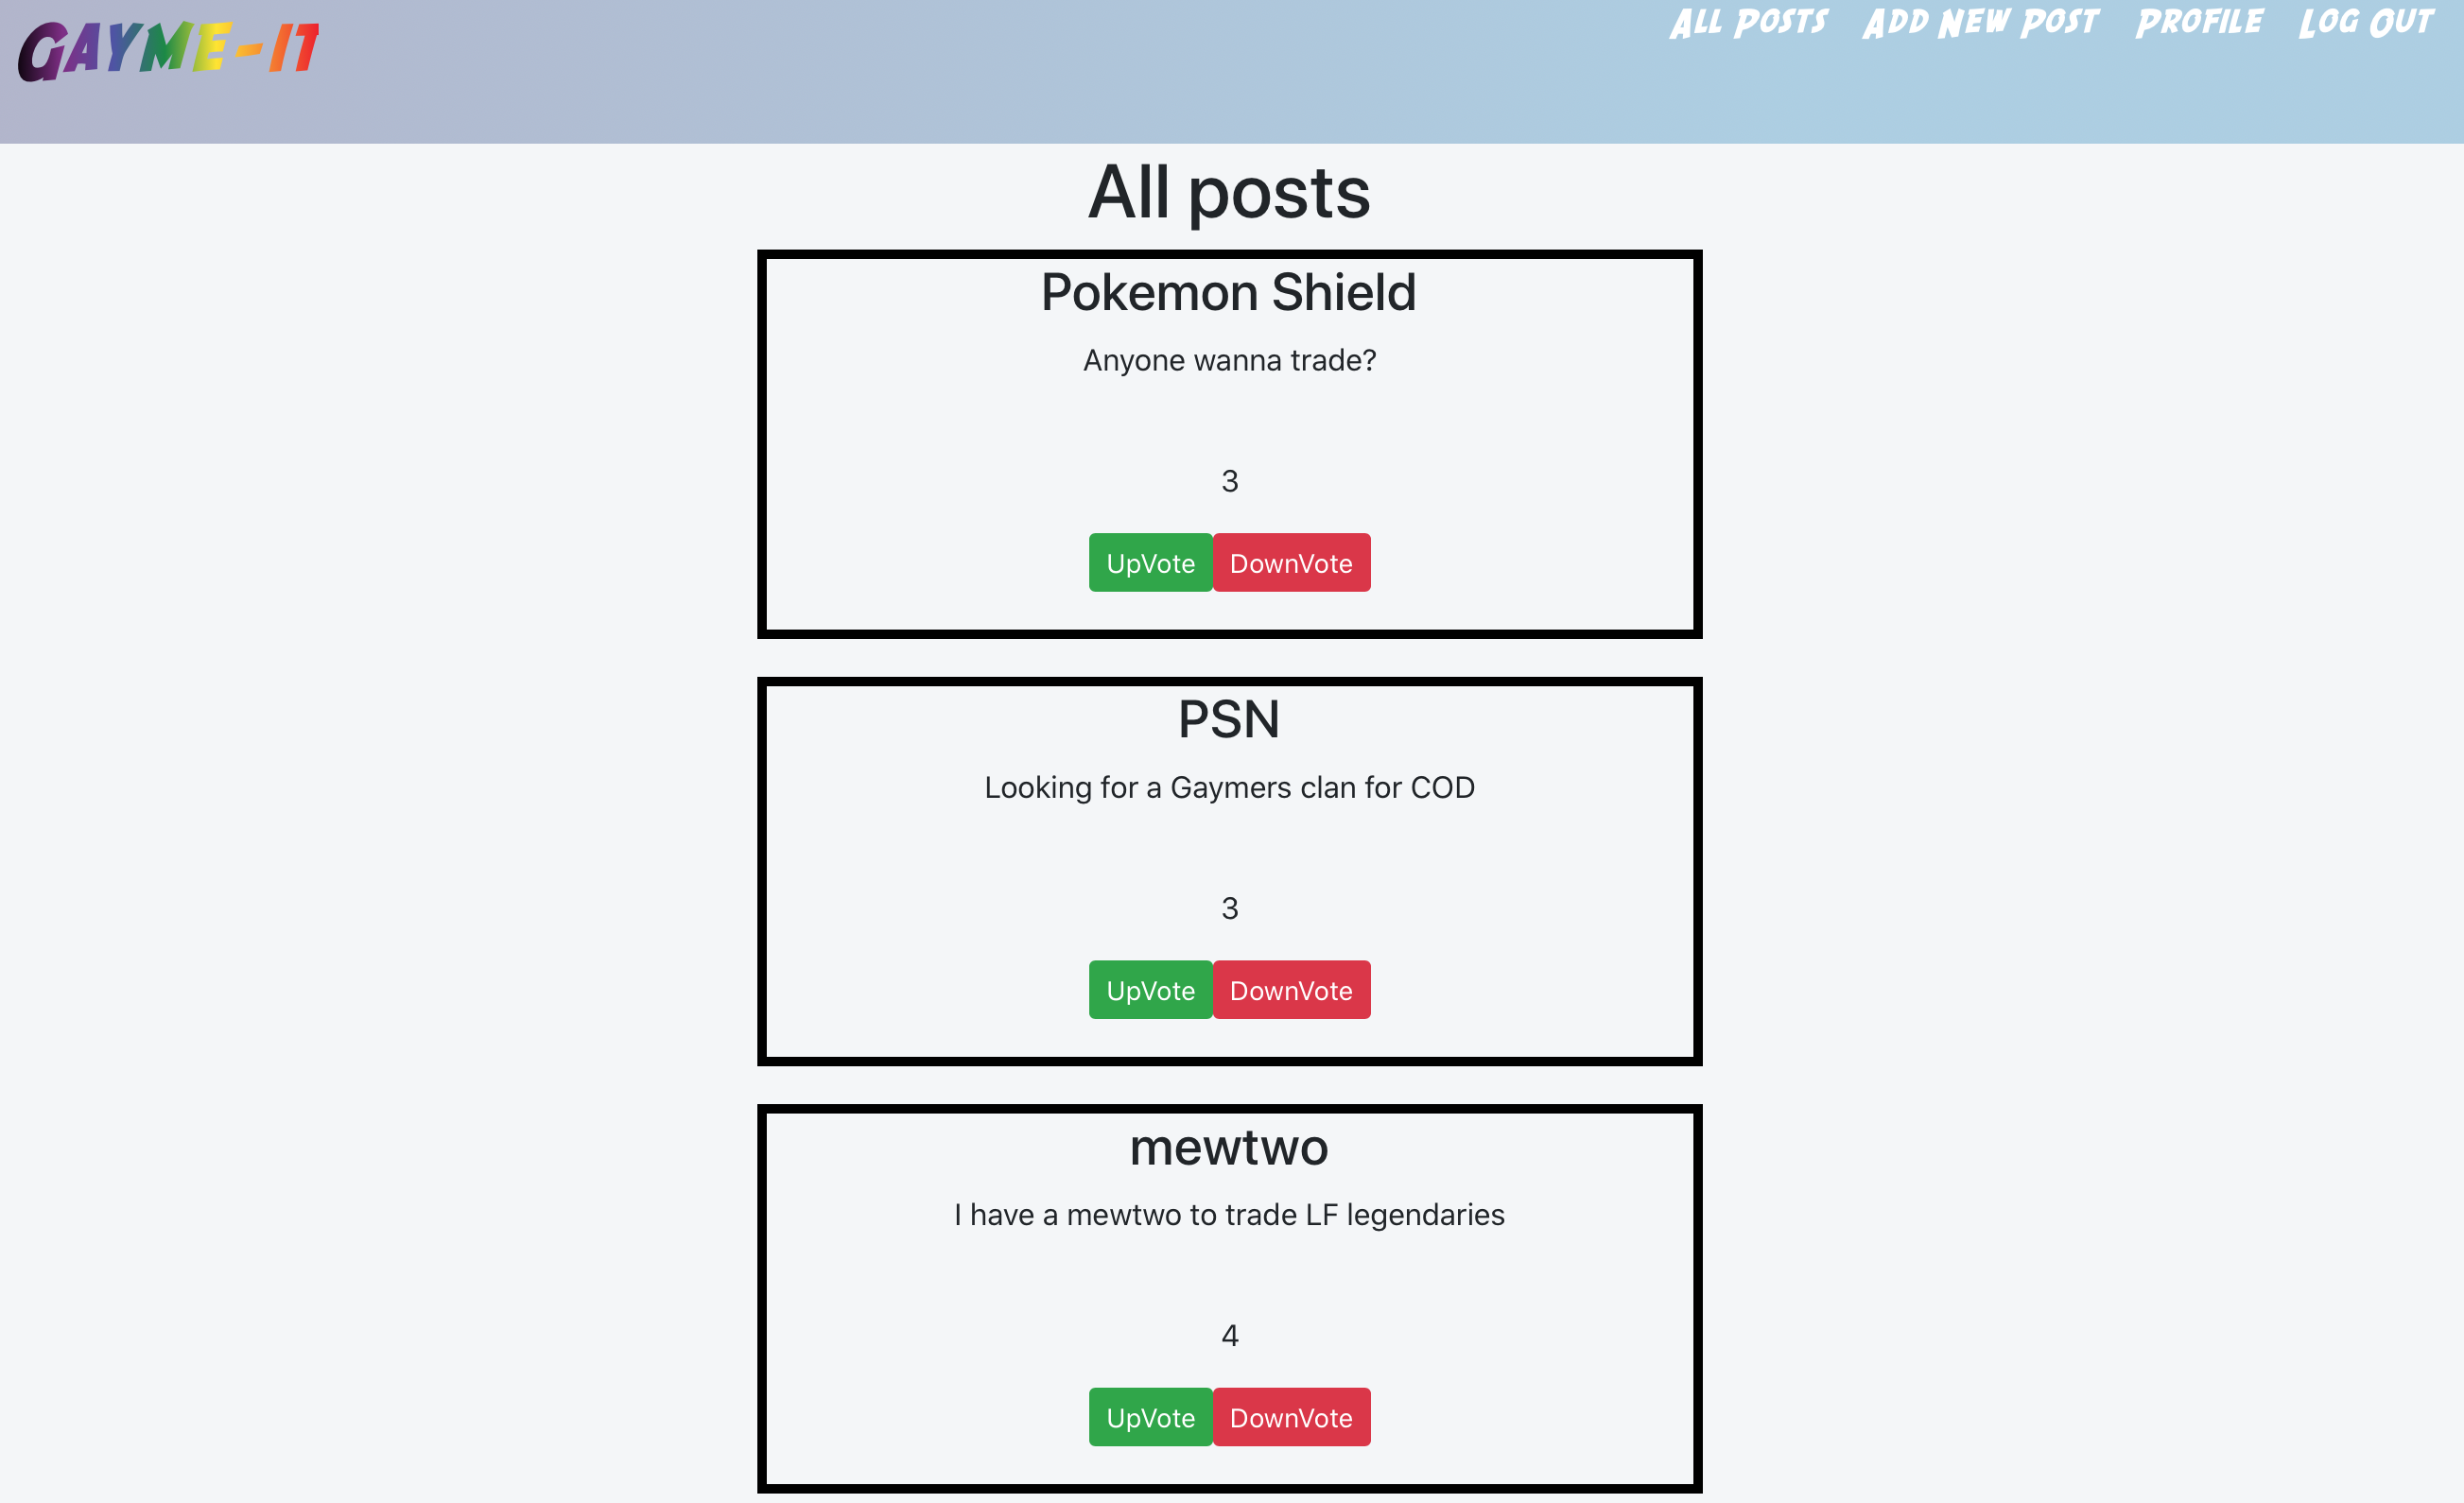 GAYME-IT
ALL POSTS ADD NEW POST PROFILE LOG OUT
All posts
Pokemon Shield
Anyone wanna trade?
3
UpVote DownVote
PSN
Looking for a Gaymers clan for COD
3
UpVote DownVote
mewtwo
I have a mewtwo to trade LF legendaries
4
UpVote DownVote